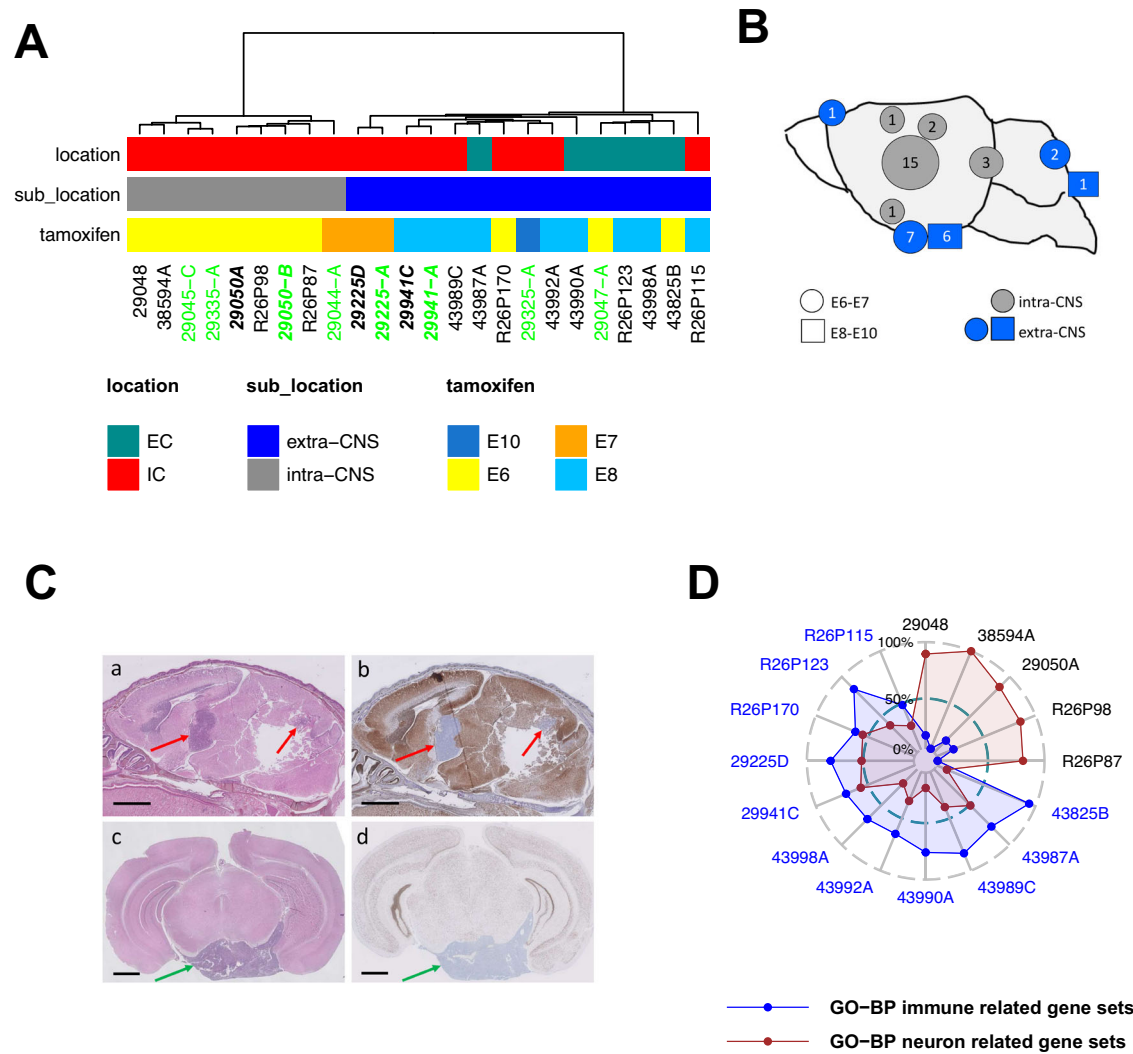 A
location
sub_location
tamoxifen
29048
38594A
29045−C
29335−A
29050A
R26P98
29050−B
R26P87
29044−A
29225D
29225−A
29941C
29941−A
43989C
43987A
R26P170
29325−A
43992A
43990A
29047−A
R26P123
43998A
43825B
R26P115
location
EC
IC
sub_location
extra−CNS
intra−CNS
tamoxifen
E10
E6
E7
E8
B
1
1
2
15
3
2
1
1
7
6
E6-E7
E8-E10
intra-CNS
extra-CNS
C
a
b
c
d
D
29048
38594A
29050A
R26P98
R26P87
43825B
43987A
43989C
43990A
43992A
43998A
29941C
29225D
R26P170
R26P123
R26P115
100%
50%
0%
GO−BP immune related gene sets
GO−BP neuron related gene sets